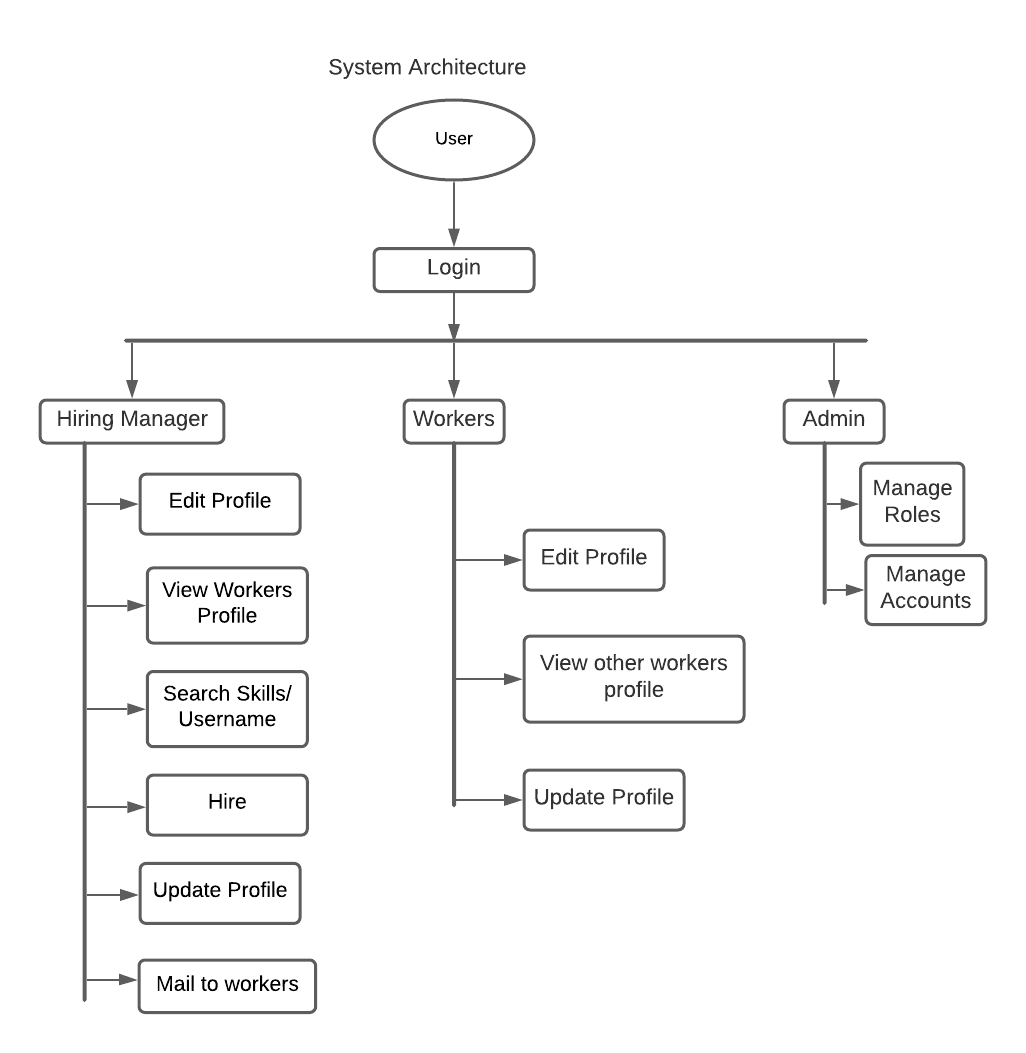 System Architecture
User
Login
Hiring Manager
Edit Profile
View Workers
Profile
Search Skills/
Username
Hire
Update Profile
Mail to workers
Workers
Edit Profile
View other workers
profile
Update Profile
Admin
Manage
Roles
Manage
Accounts